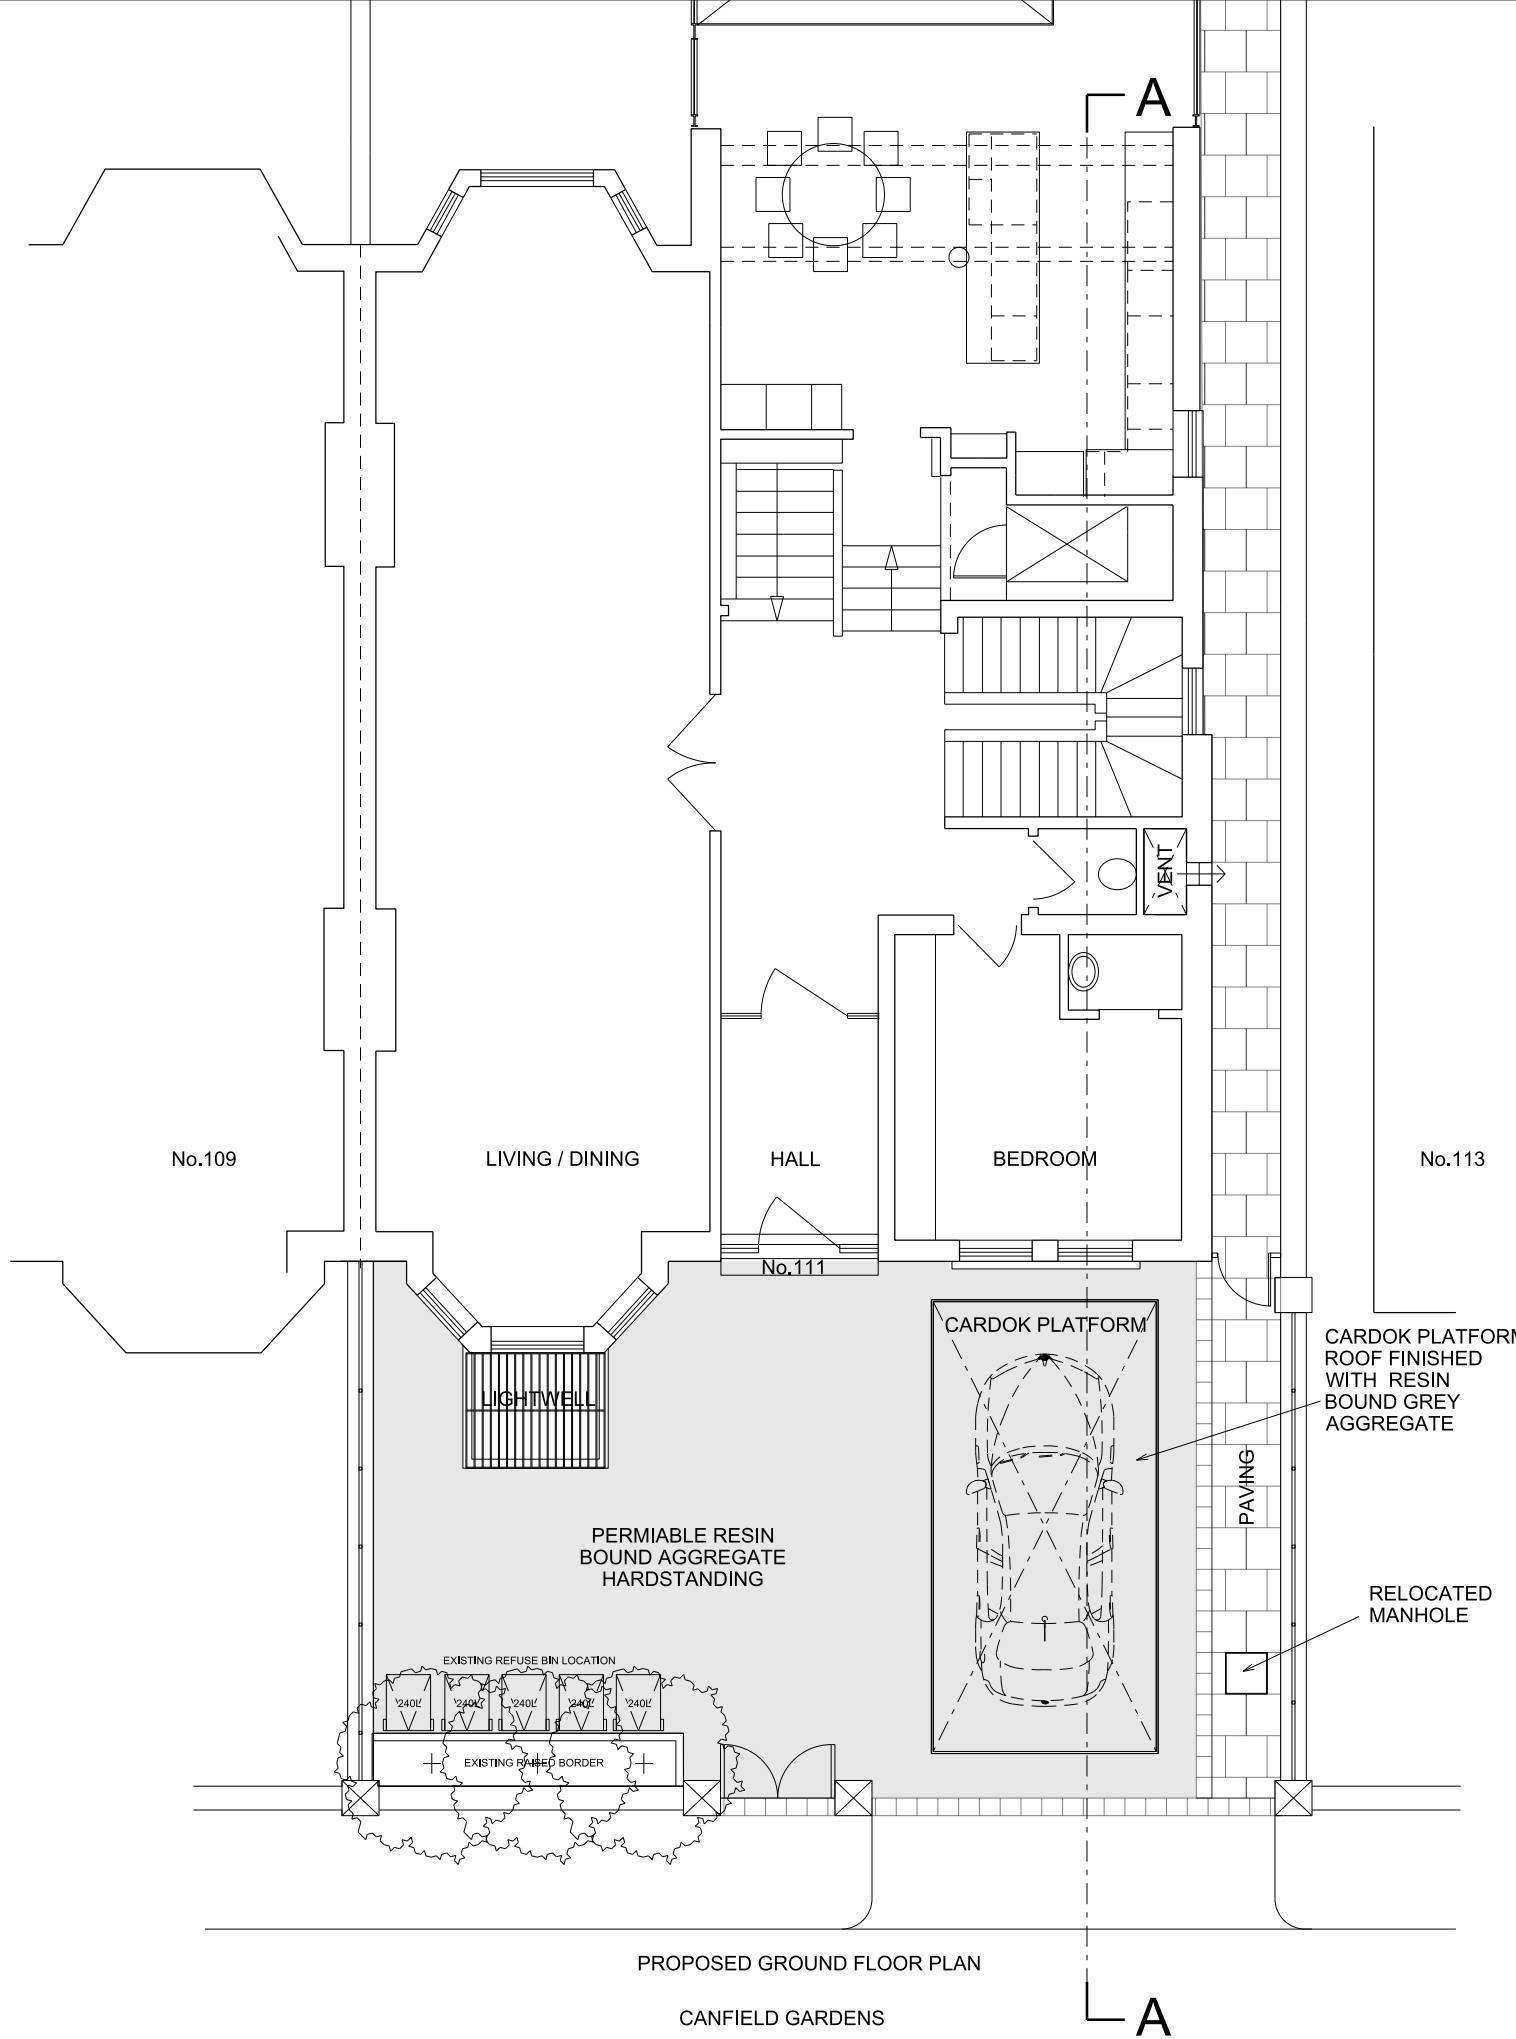 A
VENT
No.109
LIVING / DINING
HALL
BEDROOM
No.113
No.111
CARDOK PLATFORM
CARDOK PLATFORM
ROOF FINISHED
WITH RESIN
BOUND GREY
AGGREGATE
LIGHTWELL
PAVING
PERMIABLE RESIN
BOUND AGGREGATE
HARDSTANDING
RELOCATED
MANHOLE
EXISTING REFUSE BIN LOCATION
240L
240L
240L
240L
240L
EXISTING RAISED BORDER
PROPOSED GROUND FLOOR PLAN
CANFIELD GARDENS
A